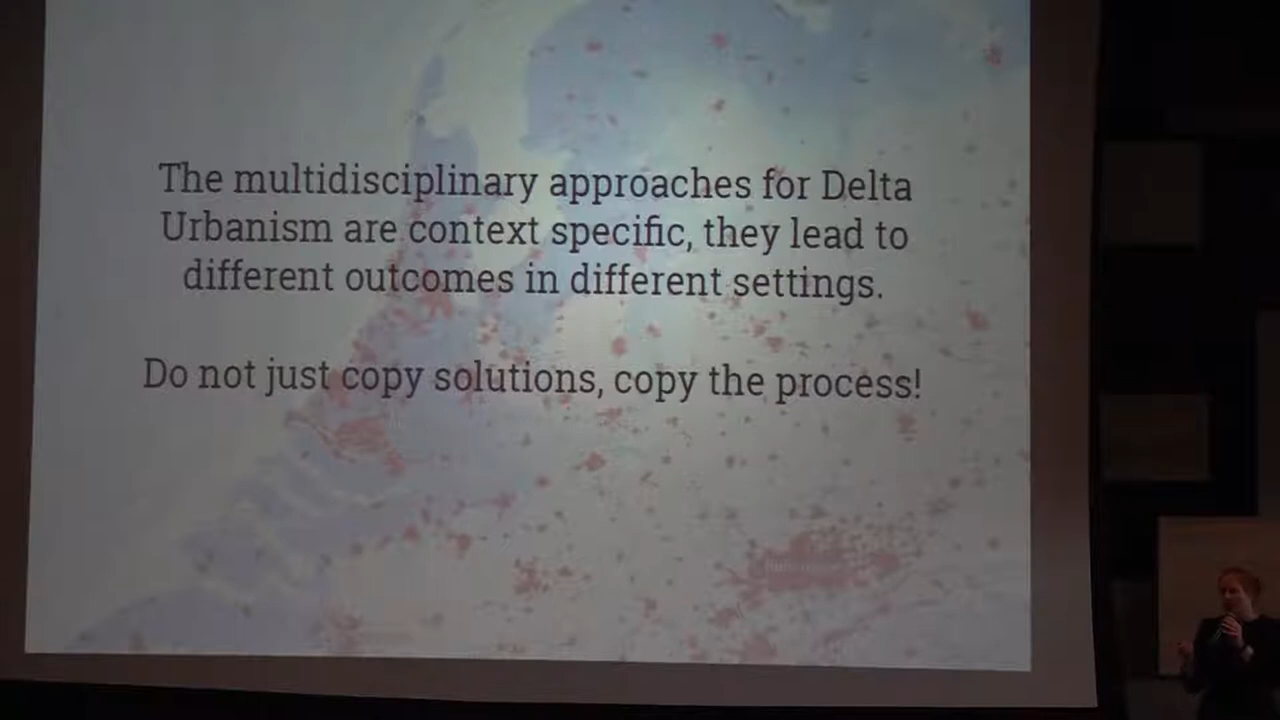 The multidisciplinary approaches for Delta
Urbanism are context specific, they lead to
different outcomes in different settings.
Do not just copy solutions, copy the process!